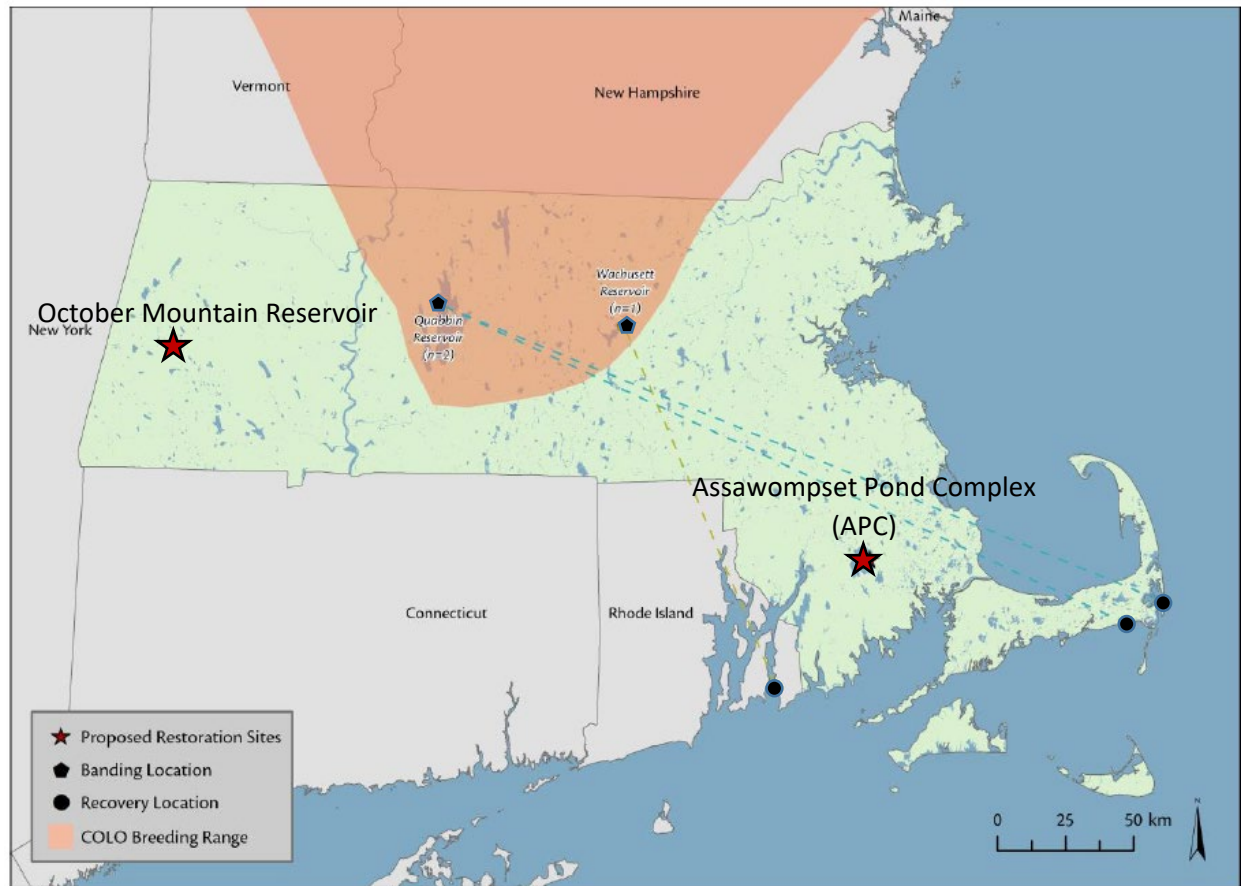 Maine
Vermont
New Hampshire
Wachusett
Reservoir
(n=1)
October Mountain Reservoir
New York
Quabbin
Reservoir
(n=2)
Assawompset Pond Complex
(APC)
Connecticut
Rhode Island
Proposed Restoration Sites
Banding Location
Recovery Location
COLO Breeding Range
0 25 50 km
N